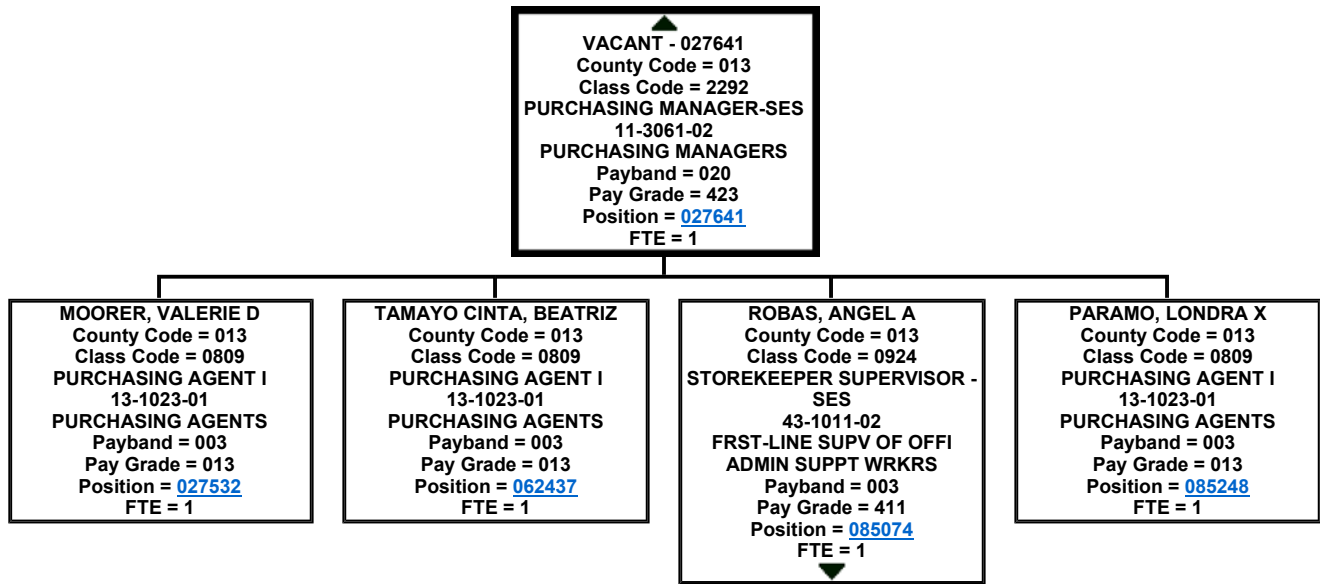 VACANT - 027641
County Code = 013
Class Code = 2292
PURCHASING MANAGER-SES
11-3061-02
PURCHASING MANAGERS
Payband = 020
Pay Grade = 423
Position = 027641
FTE = 1
MOORER, VALERIE D
County Code = 013
Class Code = 0809
PURCHASING AGENT I
13-1023-01
PURCHASING AGENTS
Payband = 003
Pay Grade = 013
Position = 027532
FTE = 1
TAMAYO CINTA, BEATRIZ
County Code = 013
Class Code = 0809
PURCHASING AGENT I
13-1023-01
PURCHASING AGENTS
Payband = 003
Pay Grade = 013
Position = 062437
FTE = 1
ROBAS, ANGEL A
County Code = 013
Class Code = 0924
STOREKEEPER SUPERVISOR -
SES
43-1011-02
FRST-LINE SUPV OF OFFI
ADMIN SUPPT WRKRS
Payband = 003
Pay Grade = 411
Position = 085074
FTE = 1
PARAMO, LONDRA X
County Code = 013
Class Code = 0809
PURCHASING AGENT I
13-1023-01
PURCHASING AGENTS
Payband = 003
Pay Grade = 013
Position = 085248
FTE = 1